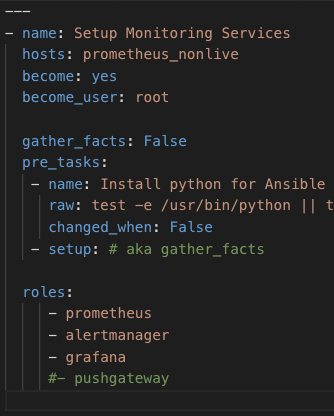 ---
- name: Setup Monitoring Services
hosts: prometheus_nonlive
become: yes
become_user: root
gather_facts: False
pre_tasks:
- name: Install python for Ansible
raw: test -e /usr/bin/python || t
changed_when: False
- setup: # aka gather_facts
roles:
- prometheus
- alertmanager
- grafana
#- pushgateway